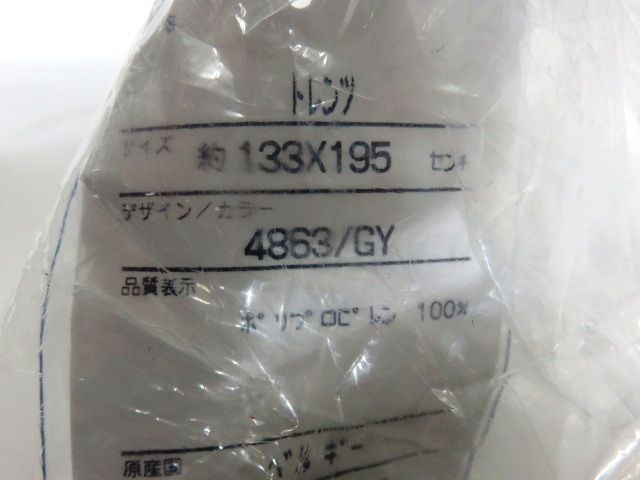 トレンツ
サイズ 約 133X195 センチ
デザイン/カラー
4863/GY
品質表示
ポリプロピレン 100%
原産国 ベルギー